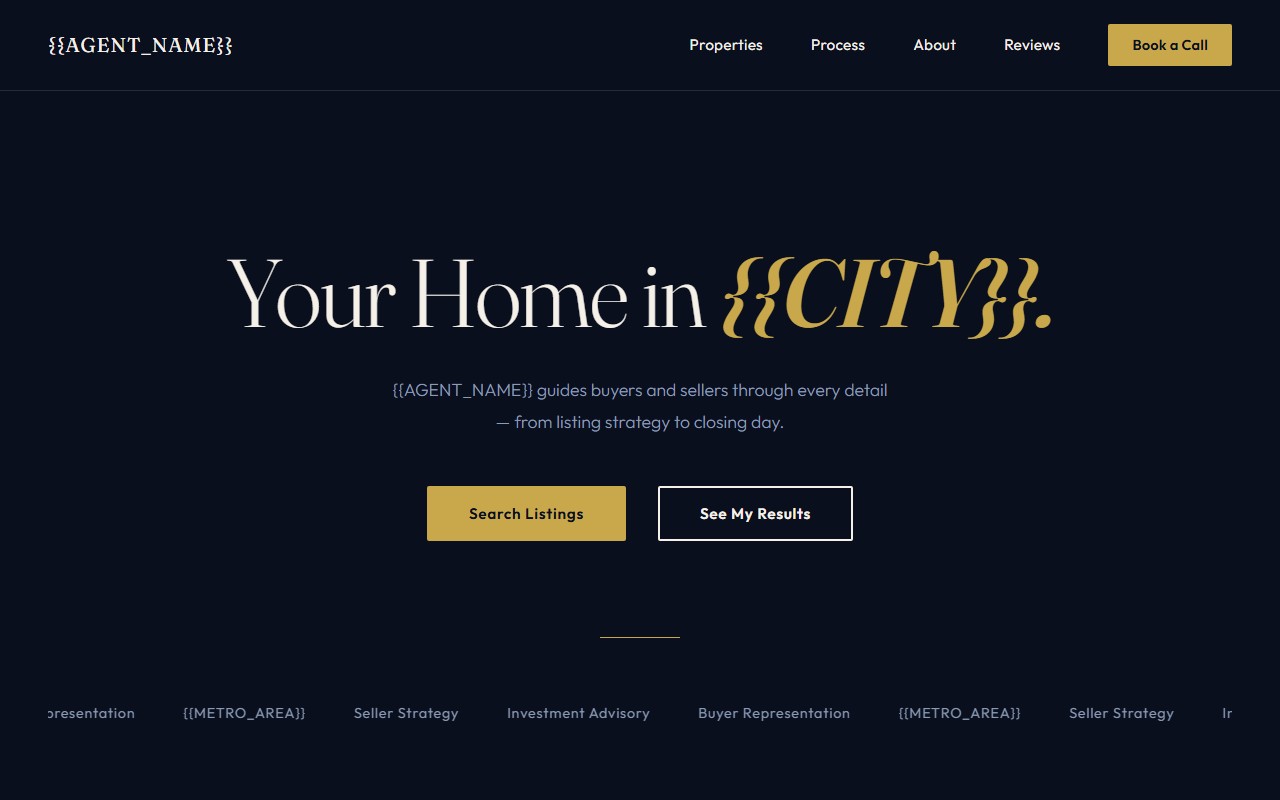 {{AGENT_NAME}}
Properties
Process
About
Reviews
Book a Call
Your Home in {{CITY}}.
{{AGENT_NAME}} guides buyers and sellers through every detail
— from listing strategy to closing day.
Search Listings
See My Results
presentation {{METRO_AREA}} Seller Strategy Investment Advisory Buyer Representation {{METRO_AREA}} Seller Strategy